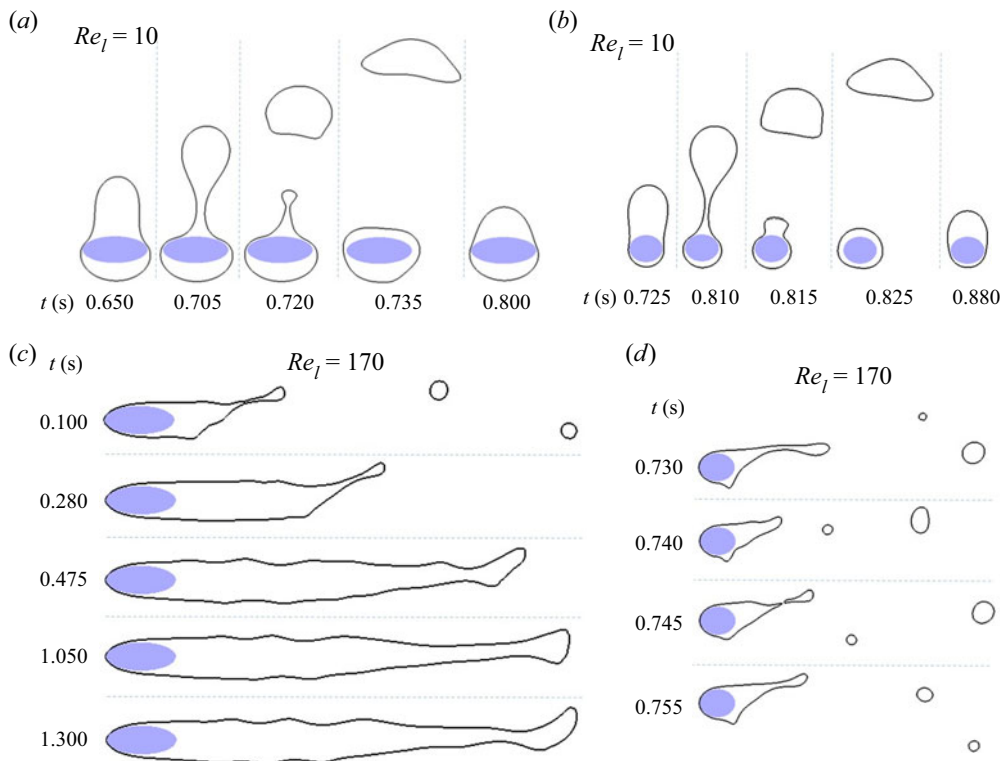 (a)
Re_l = 10
t (s) 0.650 0.705 0.720 0.735 0.800
(b)
Re_l = 10
t (s) 0.725 0.810 0.815 0.825 0.880
(c) t (s) Re_l = 170
0.100
0.280
0.475
1.050
1.300
(d)
Re_l = 170
t (s)
0.730
0.740
0.745
0.755